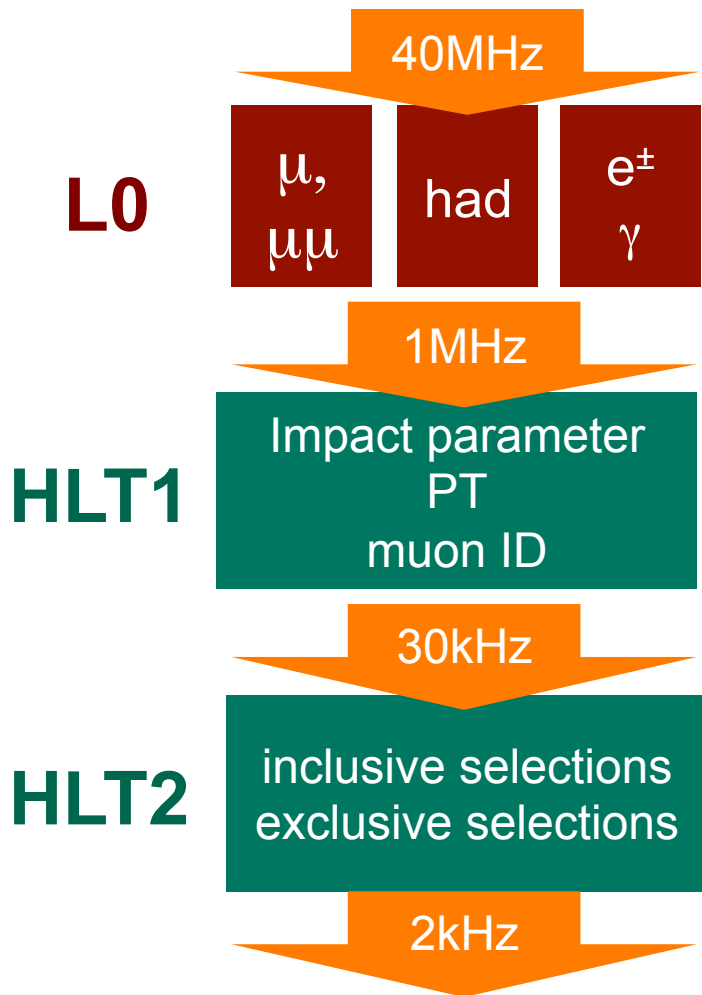 40MHz
L0
μ,
μμ
had
e±
γ
1MHz
HLT1
Impact parameter
PT
muon ID
30kHz
HLT2
inclusive selections
exclusive selections
2kHz